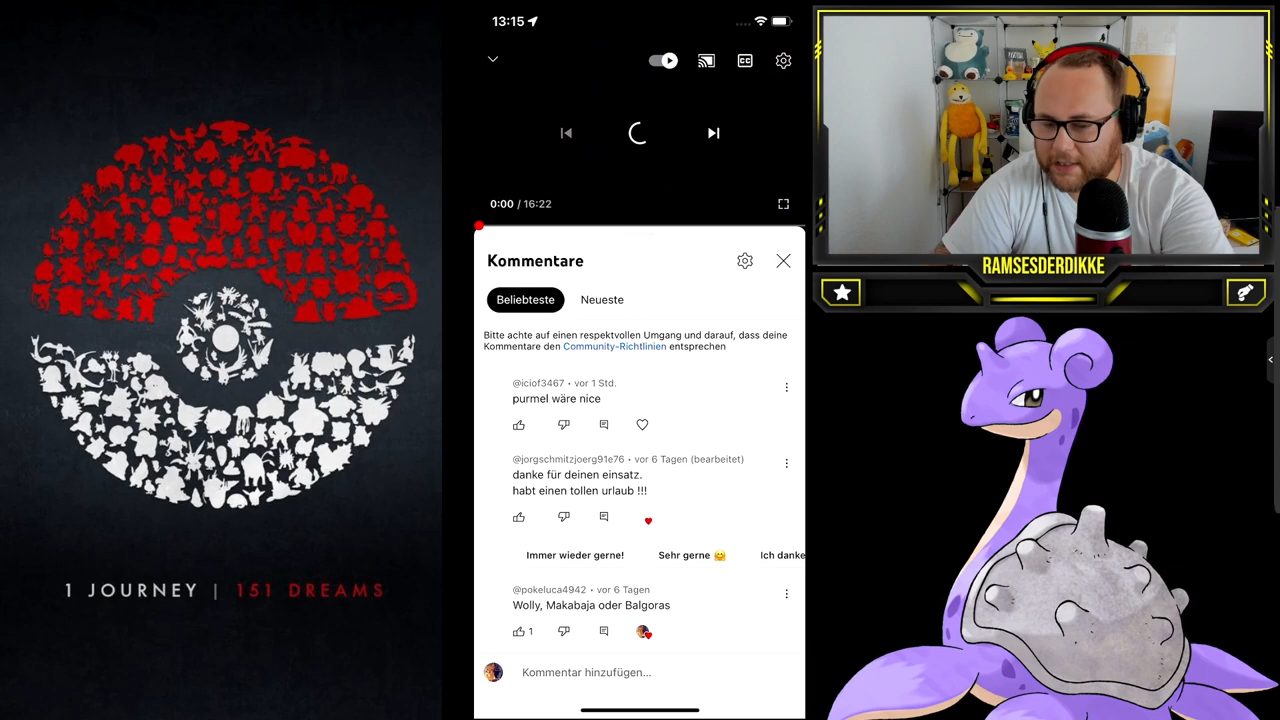 1 JOURNEY | 151 DREAMS
13:15
CC
0:00 / 16:22
Kommentare
Beliebteste
Neueste
Bitte achte auf einen respektvollen Umgang und darauf, dass deine
Kommentare den Community-Richtlinien entsprechen
@iciof3467 • vor 1 Std.
purmel wäre nice
@jorgschmitzjoerg91e76 • vor 6 Tagen (bearbeitet)
danke für deinen einsatz.
habt einen tollen urlaub !!!
Immer wieder gerne!
Sehr gerne 🤗
Ich danke
@pokeluca4942 • vor 6 Tagen
Wolly, Makabaja oder Balgoras
1
Kommentar hinzufügen...
RAMSESDERDIKKE